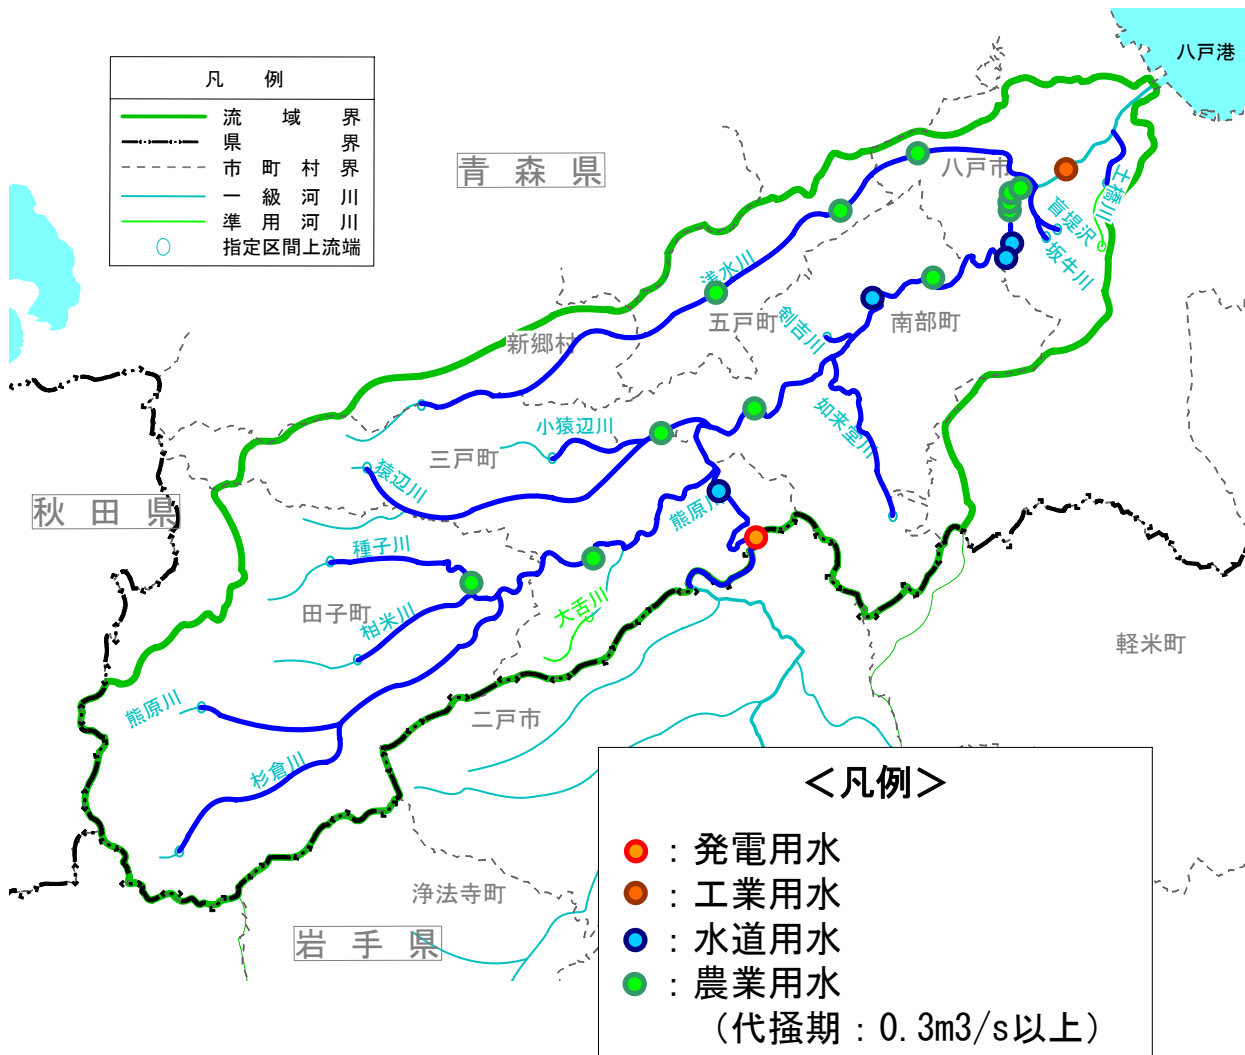 八戸港
凡 例
流 域 界
県 界
市 町 村 界
一 級 河 川
準 用 河 川
指定区間上流端
青 森 県
八戸市
土橋川
盲堤沢
坂牛川
浅水川
五戸町
南部町
剣吉川
新郷村
小猿辺川
如来堂川
三戸町
猿辺川
秋 田 県
熊原川
種子川
田子町
相米川
大舌川
軽米町
熊原川
二戸市
杉倉川
浄法寺町
岩 手 県
＜凡例＞
：発電用水
：工業用水
：水道用水
：農業用水
（代掻期：0.3m3/s以上）